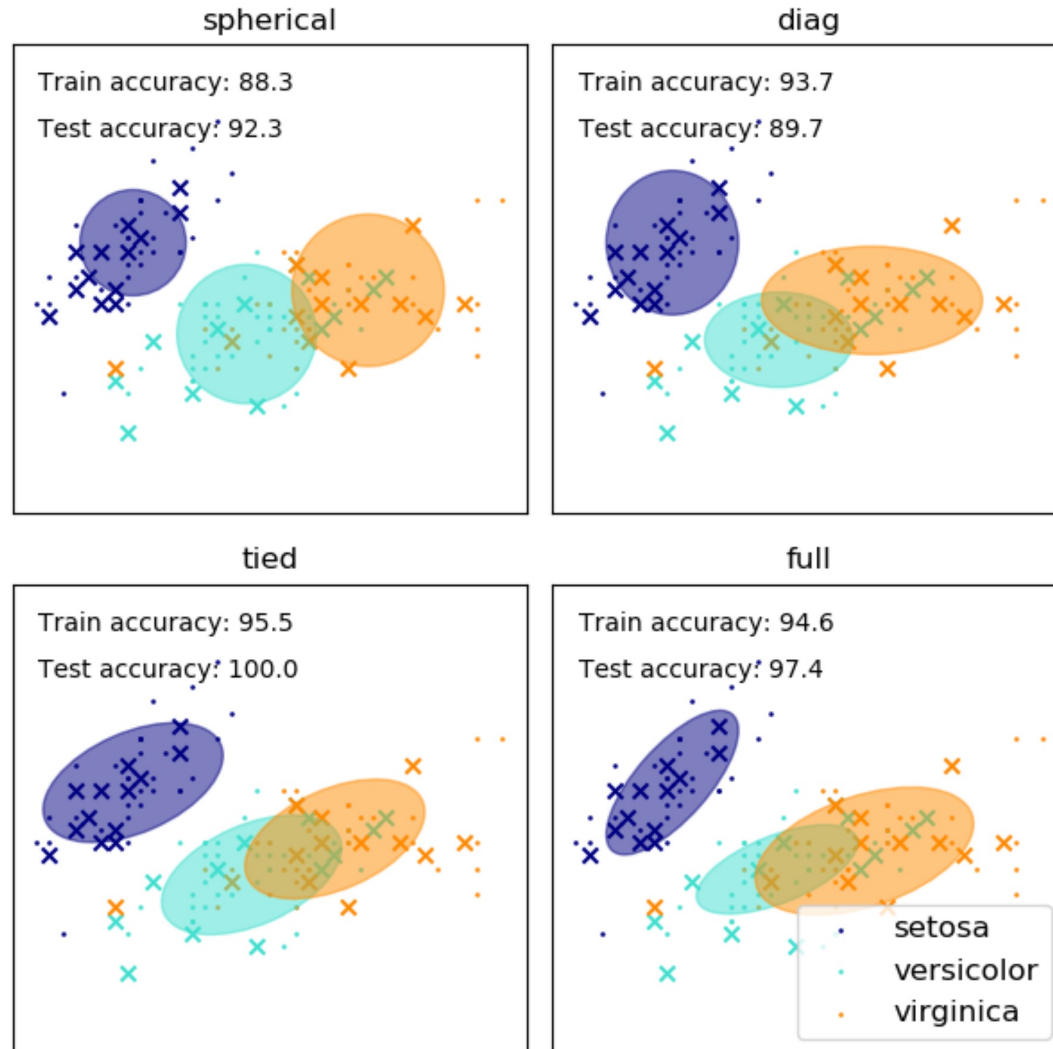 spherical
Train accuracy: 88.3
Test accuracy: 92.3
diag
Train accuracy: 93.7
Test accuracy: 89.7
tied
Train accuracy: 95.5
Test accuracy: 100.0
full
Train accuracy: 94.6
Test accuracy: 97.4
setosa
versicolor
virginica